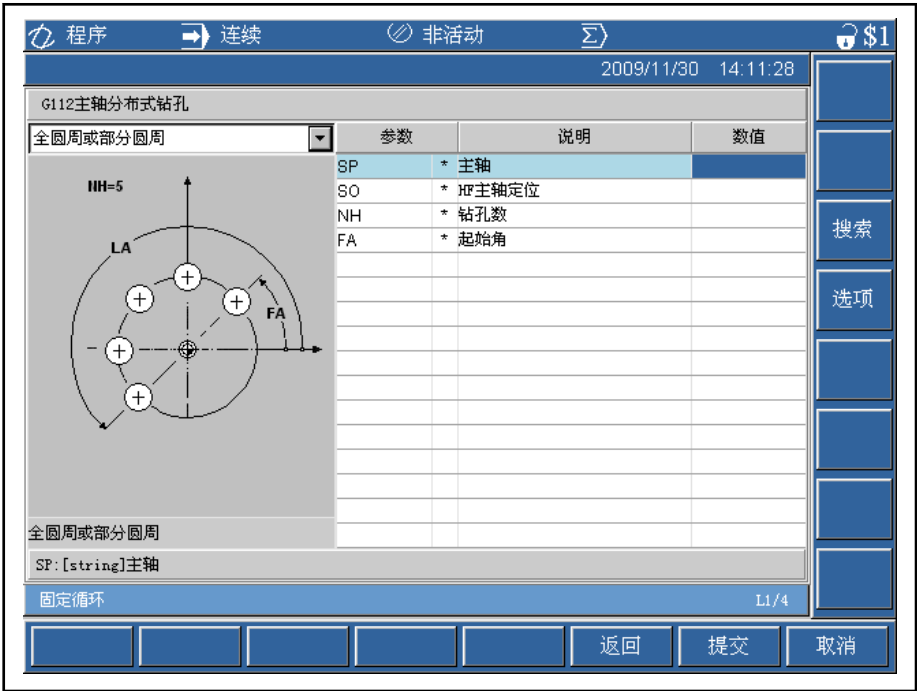 程序 连续 非活动 Σ $1
2009/11/30 14:11:28
G112主轴分布式钻孔
全圆周或部分圆周 参数 说明 数值
SP * 主轴
SO * HF主轴定位
NH * 钻孔数
FA * 起始角
NH=5
LA
FA
搜索
选项
全圆周或部分圆周
SP:[string]主轴
固定循环 L1/4
返回 提交 取消